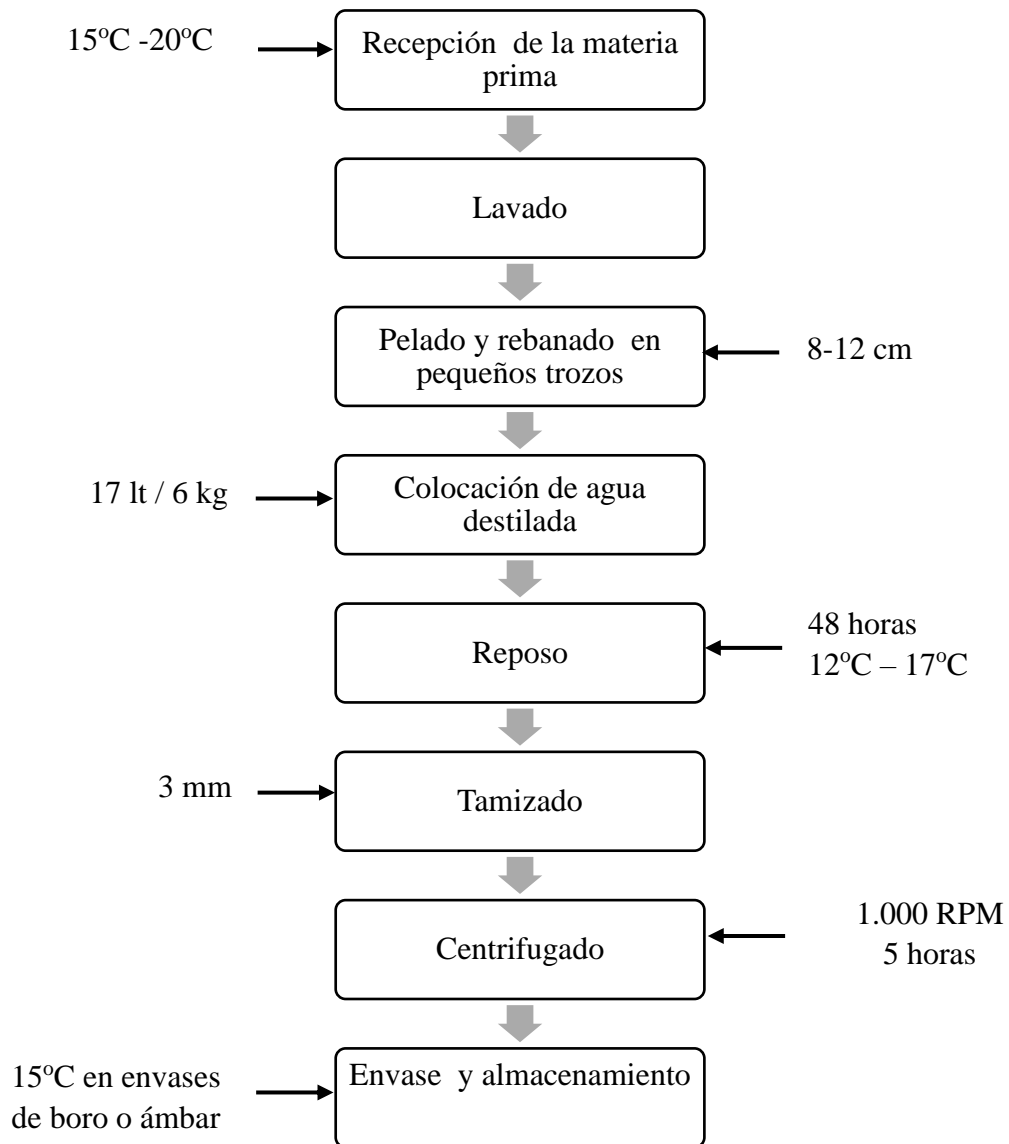 15ºC -20ºC
Recepción de la materia
prima
Lavado
Pelado y rebanado en
pequeños trozos
8-12 cm
17 lt / 6 kg
Colocación de agua
destilada
Reposo
48 horas
12ºC – 17ºC
3 mm
Tamizado
Centrifugado
1.000 RPM
5 horas
15ºC en envases
de boro o ámbar
Envase y almacenamiento